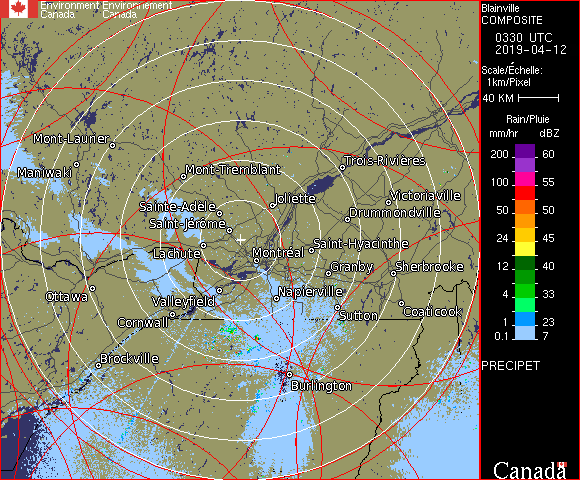 Environment Environnement
Canada Canada
Blainville
COMPOSITE
0330 UTC
2019-04-12
Scale/Échelle:
1km/Pixel
40 KM
Rain/Pluie
mm/hr dBZ
200 60
100 55
50 50
24 45
12 40
4 33
1 23
0.1 7
PRECIPET
Canada
Mont-Laurier
Maniwaki
Mont-Tremblant
Trois-Rivières
Joliette
Victoriaville
Sainte-Adele
Drummondville
Saint-Jérôme
Lachute
Montréal
Saint-Hyacinthe
Granby
Sherbrooke
Ottawa
Valleyfield
Napierville
Cornwall
Sutton
Coaticook
Brockville
Burlington